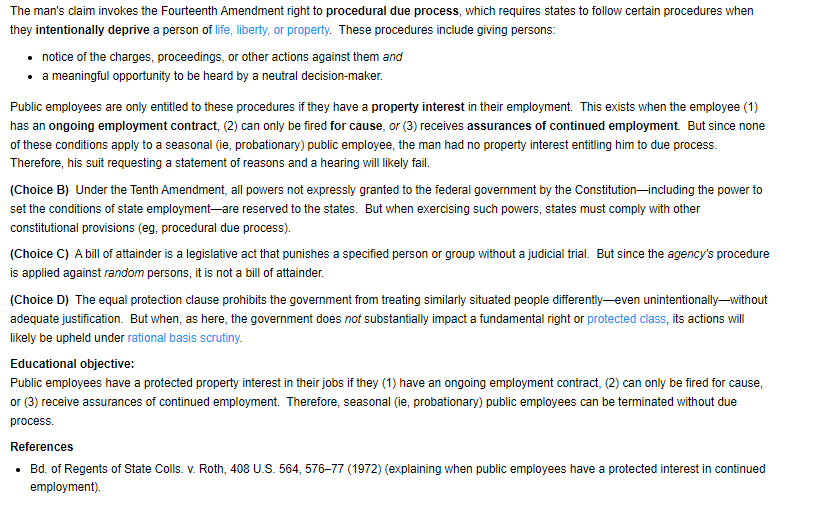 The man's claim invokes the Fourteenth Amendment right to procedural due process, which requires states to follow certain procedures when
they intentionally deprive a person of life, liberty, or property. These procedures include giving persons:
• notice of the charges, proceedings, or other actions against them and
• a meaningful opportunity to be heard by a neutral decision-maker.
Public employees are only entitled to these procedures if they have a property interest in their employment. This exists when the employee (1)
has an ongoing employment contract, (2) can only be fired for cause, or (3) receives assurances of continued employment. But since none
of these conditions apply to a seasonal (ie, probationary) public employee, the man had no property interest entitling him to due process.
Therefore, his suit requesting a statement of reasons and a hearing will likely fail.
(Choice B) Under the Tenth Amendment, all powers not expressly granted to the federal government by the Constitution—including the power to
set the conditions of state employment—are reserved to the states. But when exercising such powers, states must comply with other
constitutional provisions (eg, procedural due process).
(Choice C) A bill of attainder is a legislative act that punishes a specified person or group without a judicial trial. But since the agency's procedure
is applied against random persons, it is not a bill of attainder.
(Choice D) The equal protection clause prohibits the government from treating similarly situated people differently—even unintentionally—without
adequate justification. But when, as here, the government does not substantially impact a fundamental right or protected class, its actions will
likely be upheld under rational basis scrutiny.
Educational objective:
Public employees have a protected property interest in their jobs if they (1) have an ongoing employment contract, (2) can only be fired for cause,
or (3) receive assurances of continued employment. Therefore, seasonal (ie, probationary) public employees can be terminated without due
process.
References
• Bd. of Regents of State Colls. v. Roth, 408 U.S. 564, 576–77 (1972) (explaining when public employees have a protected interest in continued
employment).